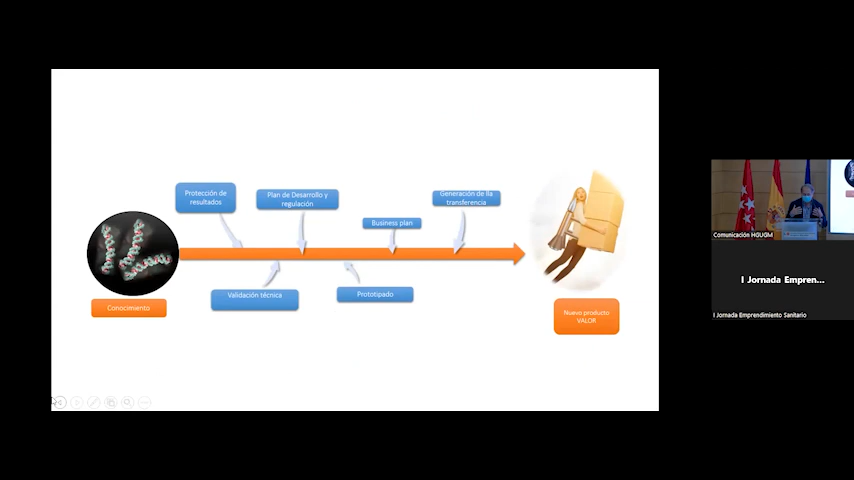 Protección de
resultados
Plan de Desarrollo y
regulación
Generación de lla
transferencia
Business plan
Validación técnica
Prototipado
Conocimiento
Nuevo producto
VALOR
Comunicación HGUGM
I Jornada Empren...
I Jornada Emprendimiento Sanitario